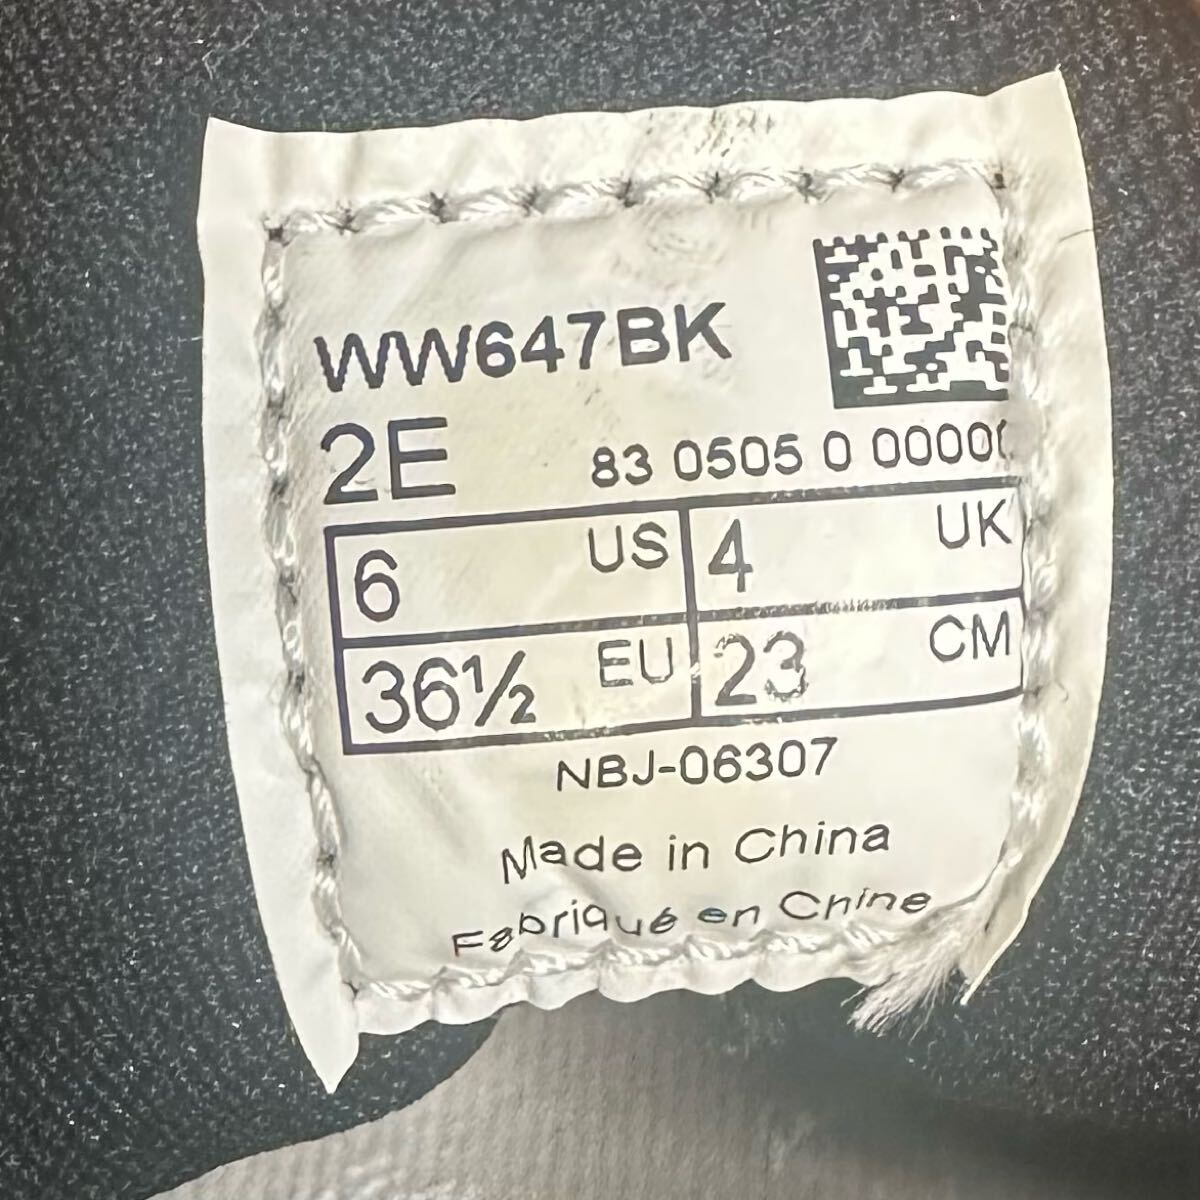 WW647BK
2E 83 0505 0 0000
6 US 4 UK
36½ EU 23 CM
NBJ-06307
Made in China
Fabriqué en Chine